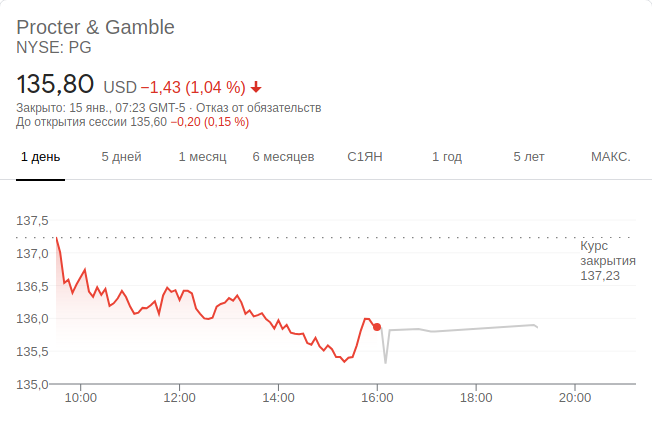 Procter & Gamble
NYSE: PG
135,80 USD −1,43 (1,04 %)
Закрыто: 15 янв., 07:23 GMT-5 · Отказ от обязательств
До открытия сессии 135,60 −0,20 (0,15 %)
1 день 5 дней 1 месяц 6 месяцев С1ЯН 1 год 5 лет МАКС.
137,5
137,0
136,5
136,0
135,5
135,0
Курс
закрытия
137,23
10:00 12:00 14:00 16:00 18:00 20:00